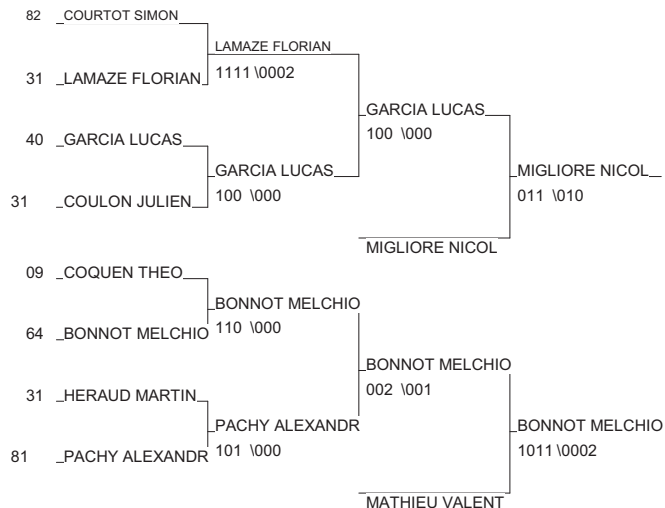 82 COURTOT SIMON
LAMAZE FLORIAN
1111 \0002
31 LAMAZE FLORIAN
GARCIA LUCAS
100 \000
40 GARCIA LUCAS
GARCIA LUCAS
100 \000
MIGLIORE NICOL
011 \010
31 COULON JULIEN
MIGLIORE NICOL
09 COQUEN THEO
BONNOT MELCHIO
110 \000
64 BONNOT MELCHIO
BONNOT MELCHIO
002 \001
31 HERAUD MARTIN
PACHY ALEXANDR
101 \000
BONNOT MELCHIO
1011 \0002
81 PACHY ALEXANDR
MATHIEU VALENT